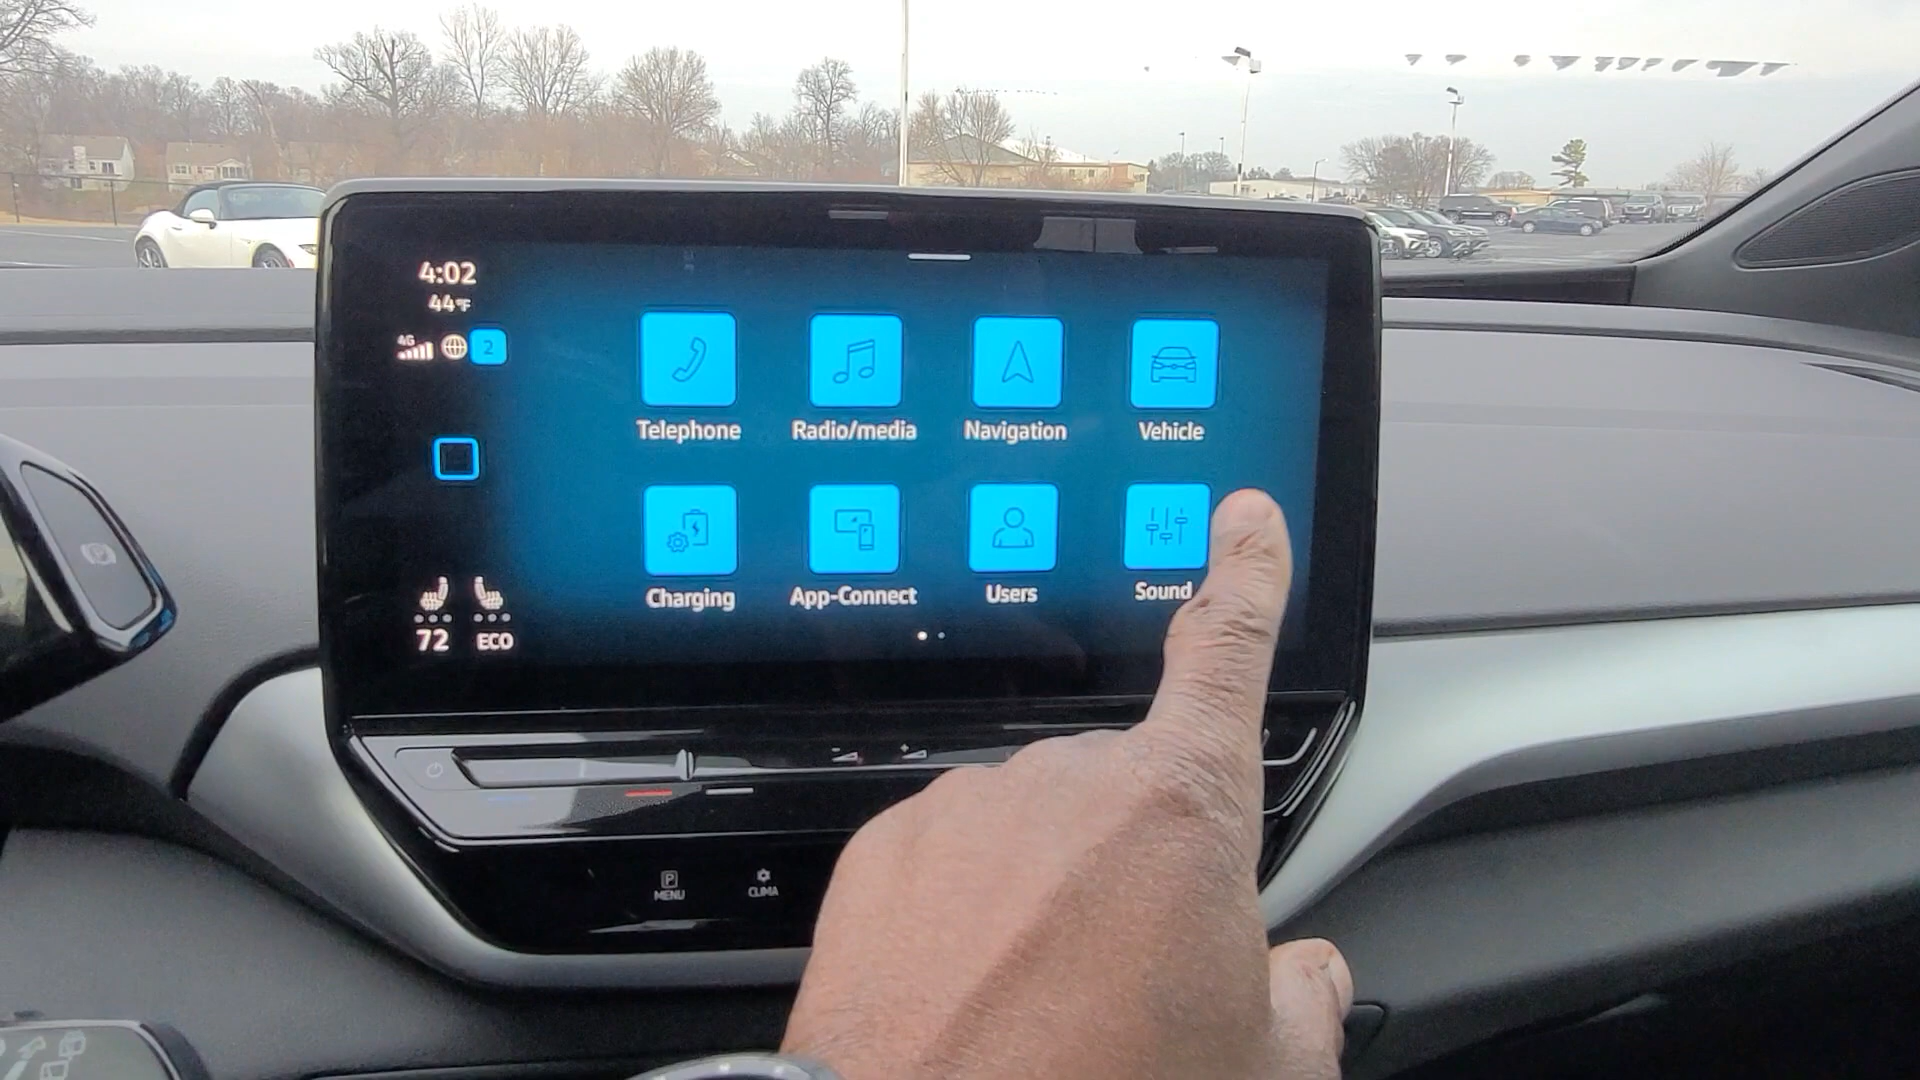 4:02
44°F
4G
2
Telephone
Radio/media
Navigation
Vehicle
Charging
App-Connect
Users
Sound
72
ECO
P
MENU
CLIMA